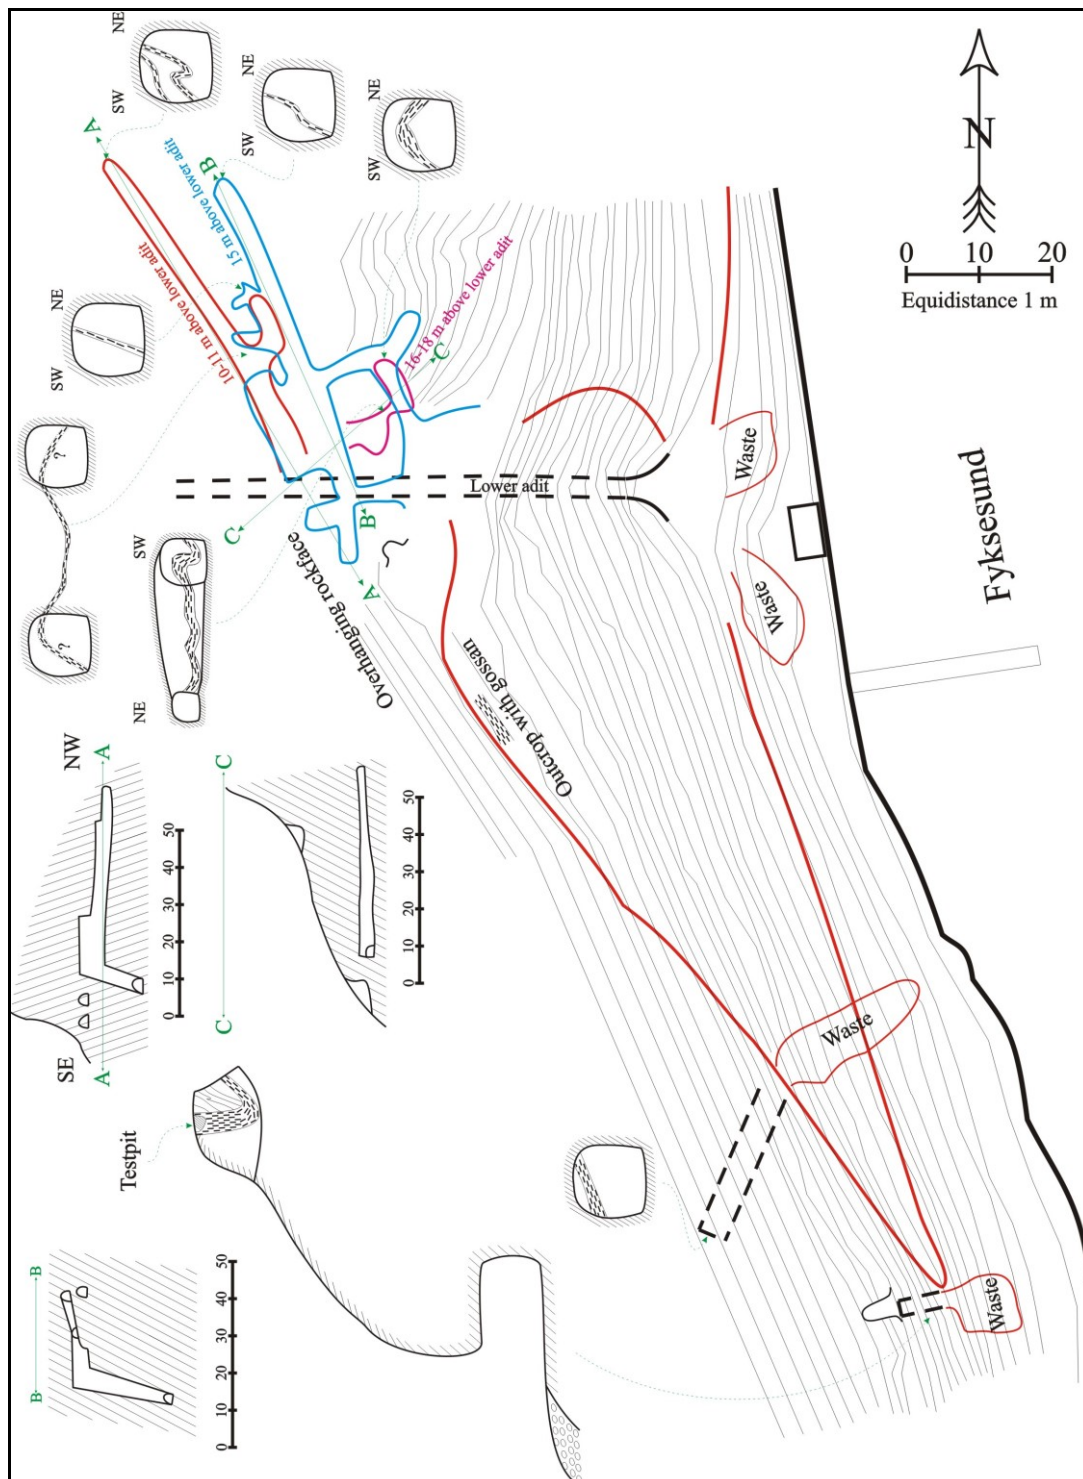 NE
SW
NE
SW
NE
SW
A
B
15 m above lower adit
10-11 m above lower adit
16-18 m above lower adit
C
N
0 10 20
Equidistance 1 m
NE
SW
?
?
SW
NE
C
B
A
Lower adit
Overhanging rockface
Outcrop with gossan
Waste
Waste
Fyksesund
NW
A
SE
A
0 10 20 30 40 50
C
C
0 10 20 30 40 50
Testpit
Waste
Waste
B
B
0 10 20 30 40 50